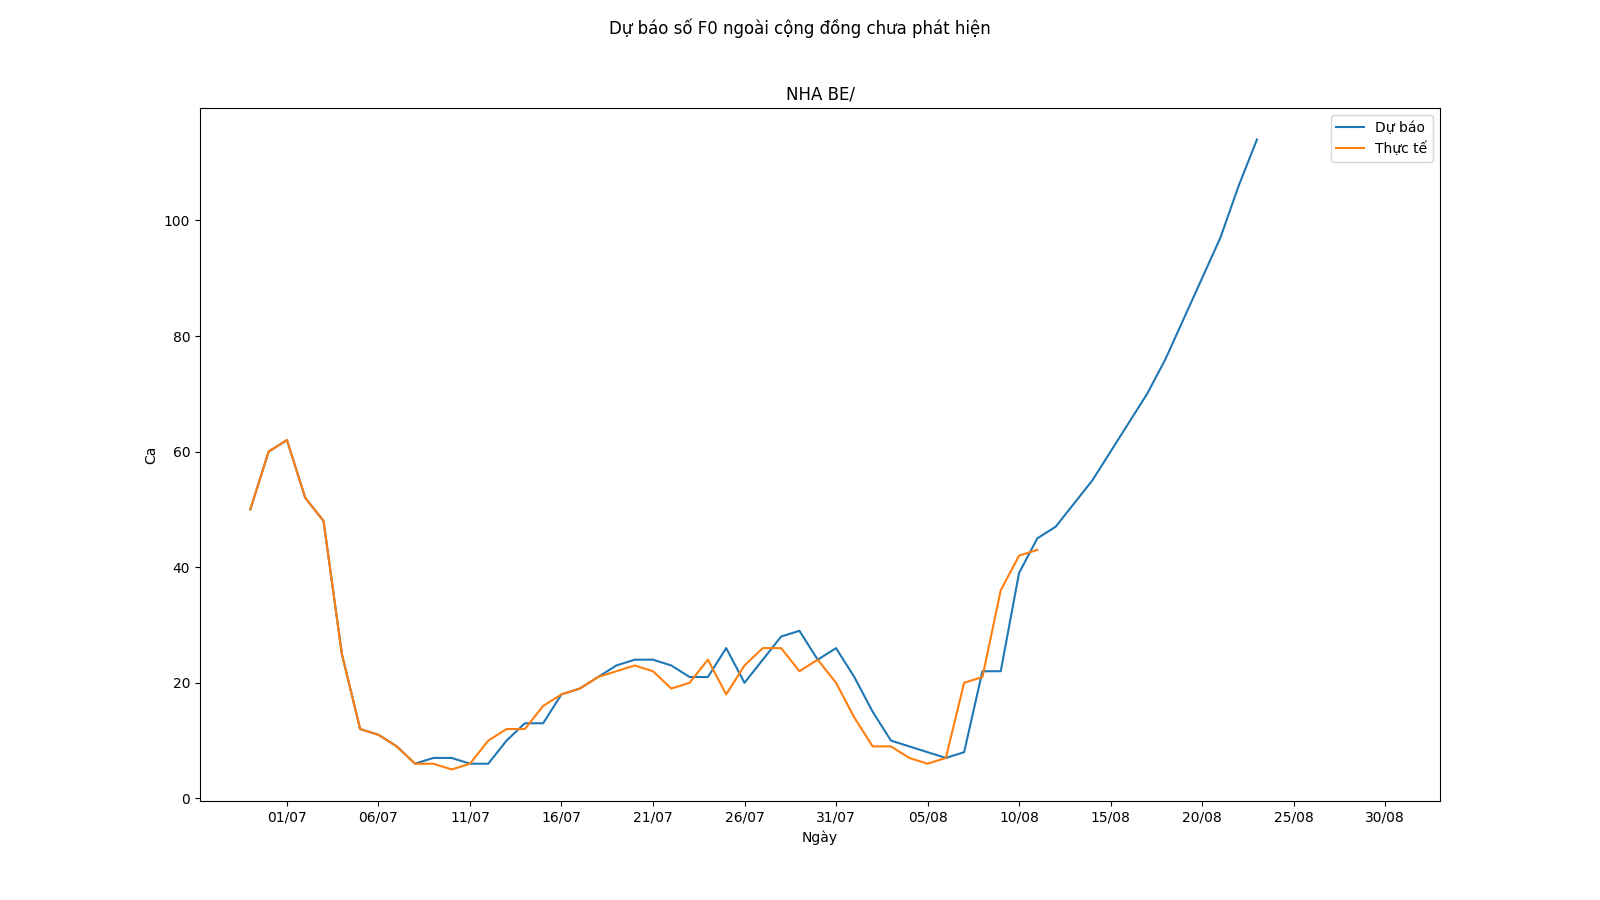 Dự báo số F0 ngoài cộng đồng chưa phát hiện
NHA BE/
Dự báo
Thực tế
100
80
60
40
20
0
Ca
01/07 06/07 11/07 16/07 21/07 26/07 31/07 05/08 10/08 15/08 20/08 25/08 30/08
Ngày